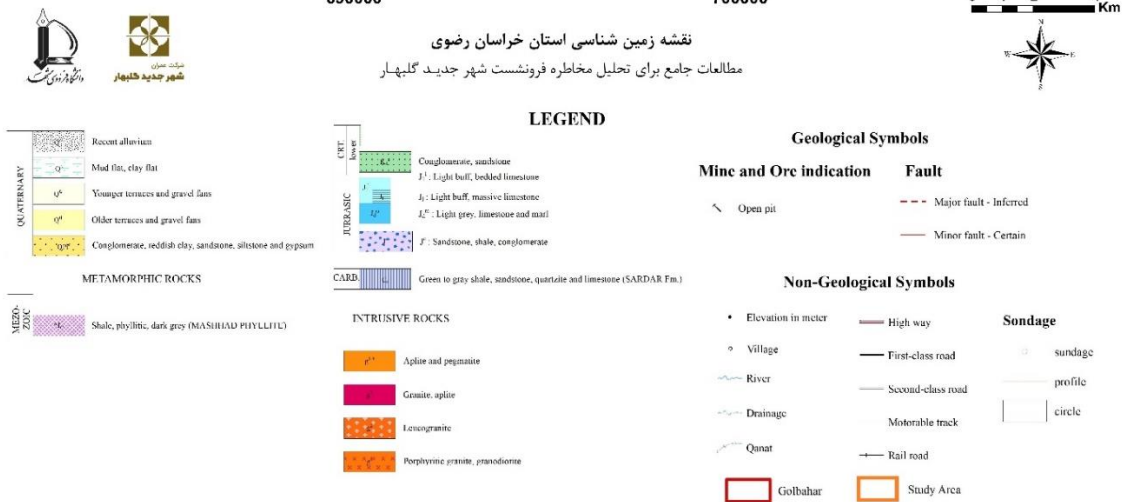 Km
نقشه زمین شناسی استان خراسان رضوی
مطالعات جامع برای تحلیل مخاطره فرونشست شهر جدیـد گلبهـار
شرکت عمران
شهر جدید گلبهار
N
E
S
LEGEND
QUATERNARY
Recent alluvium
Mud flat, clay flat
Younger terraces and gravel fans
Older terraces and gravel fans
Conglomerate, reddish clay, sandstone, siltstone and gypsum
METAMORPHIC ROCKS
MEZO-
ZOIC
Shale, phyllitic, dark grey (MASHHAD PHYLLITE)
CRT.
lower
Conglomerate, sandstone
JURRASIC
: Light buff, bedded limestone
: Light buff, massive limestone
: Light grey, limestone and marl
: Sandstone, shale, conglomerate
CARB.
Green to gray shale, sandstone, quartzite and limestone (SARDAR Fm.)
INTRUSIVE ROCKS
Aplite and pegmatite
Granite, aplite
Leucogranite
Porphyritic granite, granodiorite
Geological Symbols
Mine and Ore indication
Open pit
Fault
Major fault - Inferred
Minor fault - Certain
Non-Geological Symbols
Elevation in meter
Village
River
Drainage
Qanat
Golbahar
High way
First-class road
Second-class road
Motorable track
Rail road
Study Area
Sondage
sundage
profile
circle